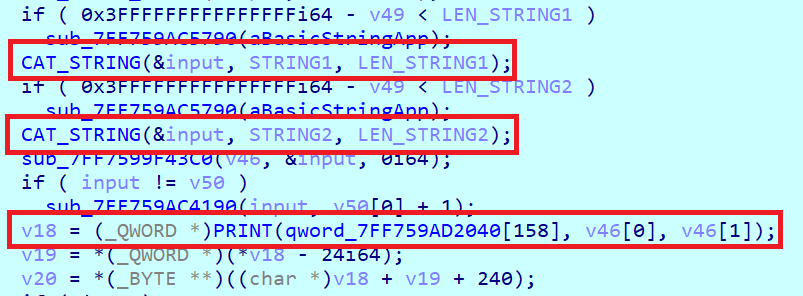 if ( 0x3FFFFFFFFFFFFFFFi64 - v49 < LEN_STRING1 )
sub_7FF759AC5790(aBasicStringApp);
CAT_STRING(&input, STRING1, LEN_STRING1);
if ( 0x3FFFFFFFFFFFFFFFi64 - v49 < LEN_STRING2 )
sub_7FF759AC5790(aBasicStringApp);
CAT_STRING(&input, STRING2, LEN_STRING2);
sub_7FF7599F43C0(v46, &input, 0i64);
if ( input != v50 )
sub_7FF759AC4190(input, v50[0] + 1);
v18 = (_QWORD *)PRINT(qword_7FF759AD2040[158], v46[0], v46[1]);
v19 = *(_QWORD *)(*v18 - 24i64);
v20 = *(_BYTE **)((char *)v18 + v19 + 240);